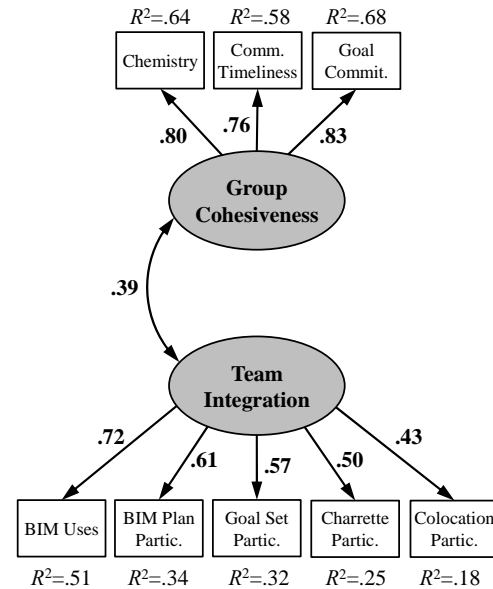 R²=.64 R²=.58 R²=.68
Chemistry
Comm.
Timeliness
Goal
Commit.
.80 .76 .83
Group
Cohesiveness
.39
Team
Integration
.72 .61 .57 .50 .43
BIM Uses
BIM Plan
Partic.
Goal Set
Partic.
Charrette
Partic.
Colocation
Partic.
R²=.51 R²=.34 R²=.32 R²=.25 R²=.18